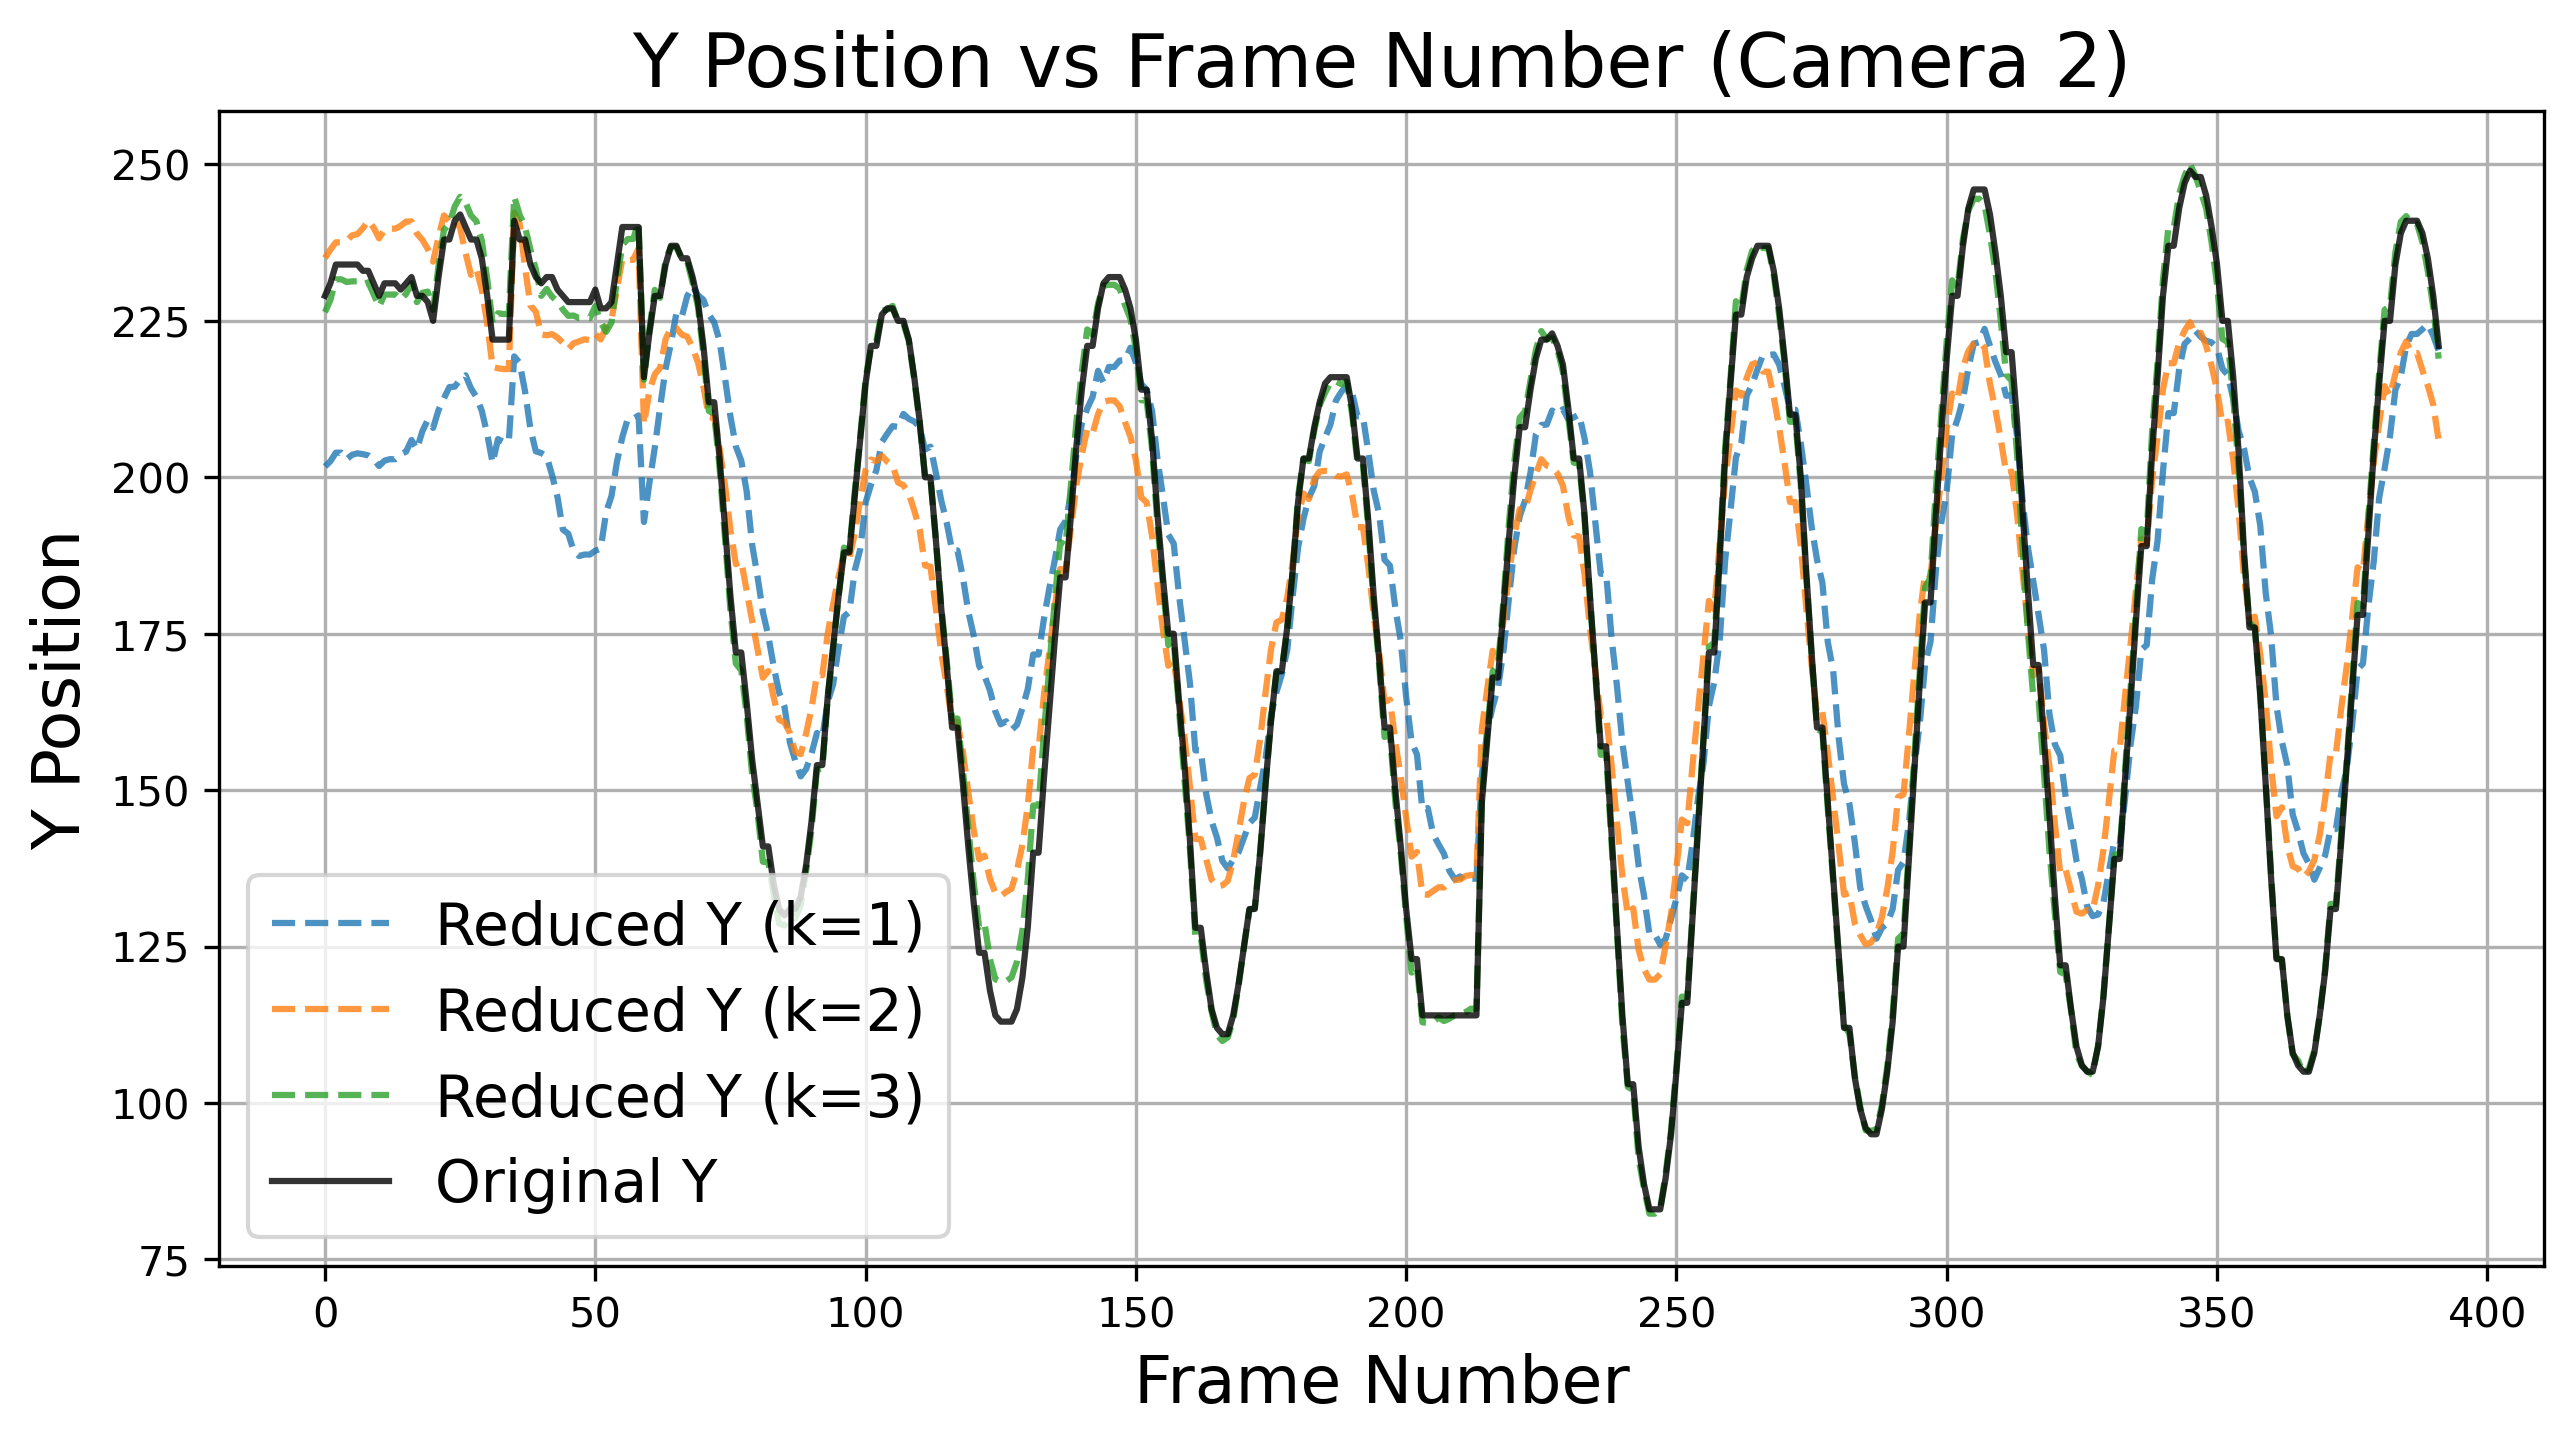 Y Position vs Frame Number (Camera 2)
Y Position
250
225
200
175
150
125
100
75
Reduced Y (k=1)
Reduced Y (k=2)
Reduced Y (k=3)
Original Y
0 50 100 150 200 250 300 350 400
Frame Number